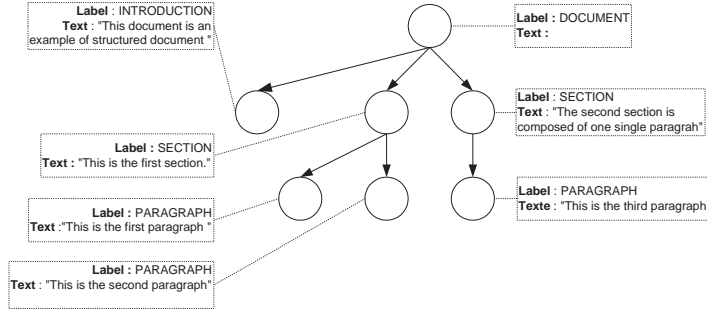 Label : INTRODUCTION
Text : "This document is an
example of structured document "
Label : DOCUMENT
Text :
Label : SECTION
Text : "The second section is
composed of one single paragrah"
Label : SECTION
Text : "This is the first section."
Label : PARAGRAPH
Texte : "This is the third paragraph
Label : PARAGRAPH
Text :"This is the first paragraph "
Label : PARAGRAPH
Text : "This is the second paragraph"